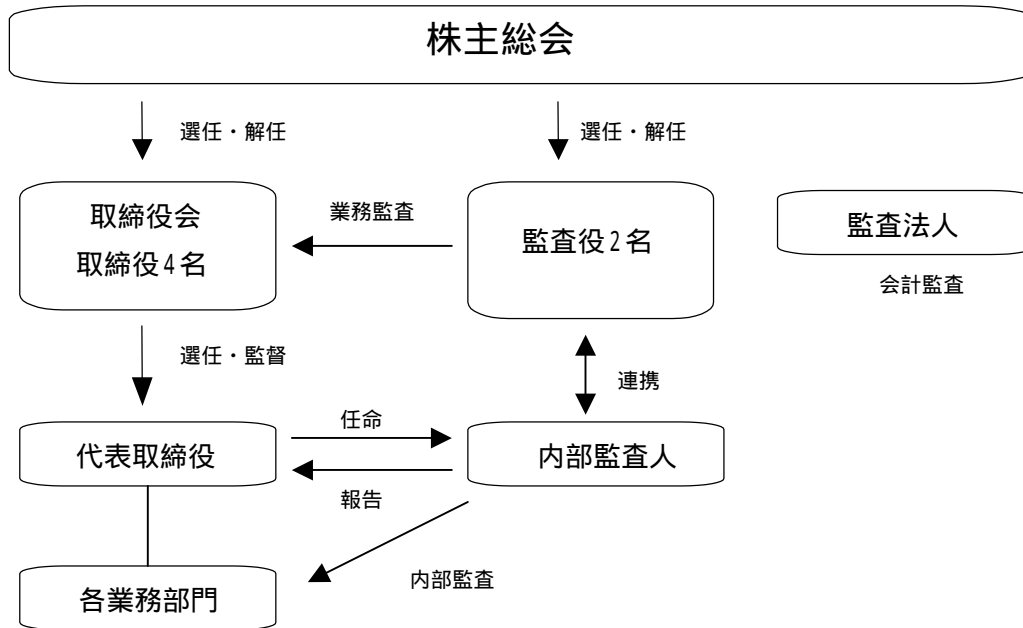 株主総会
選任・解任
選任・解任
取締役会
取締役4名
業務監査
監査役2名
監査法人
会計監査
選任・監督
連携
代表取締役
任命
報告
内部監査人
内部監査
各業務部門